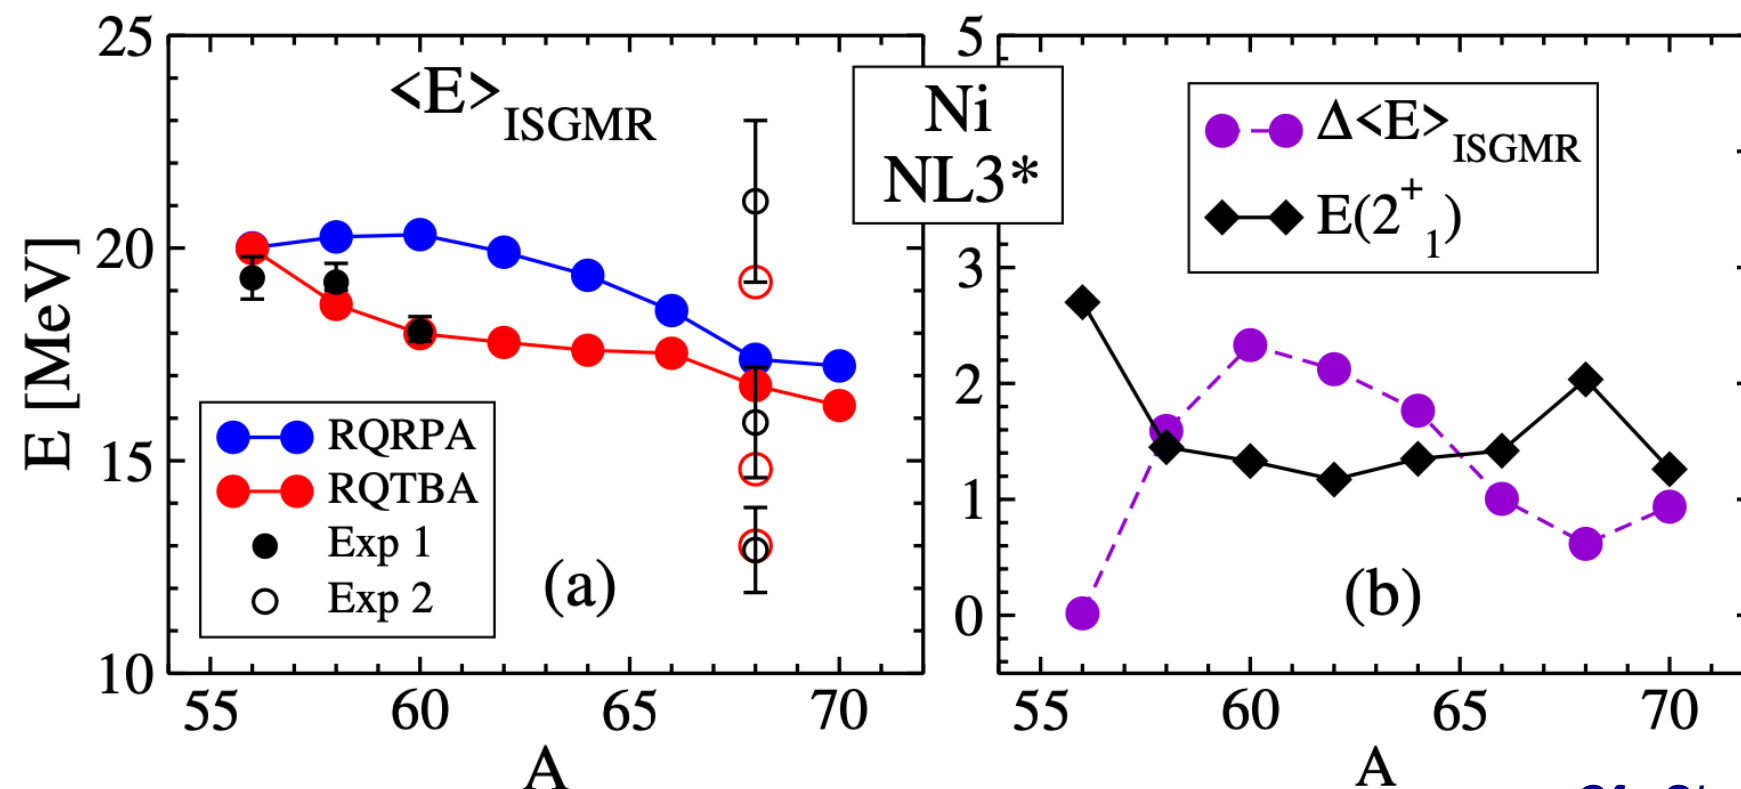 <E>ISGMR
E [MeV]
25
20
15
10
55 60 65 70
A
RQRPA
RQTBA
Exp 1
Exp 2
(a)
Ni
NL3*
Δ<E>ISGMR
E(2+1)
5
3
2
1
0
55 60 65 70
A
(b)